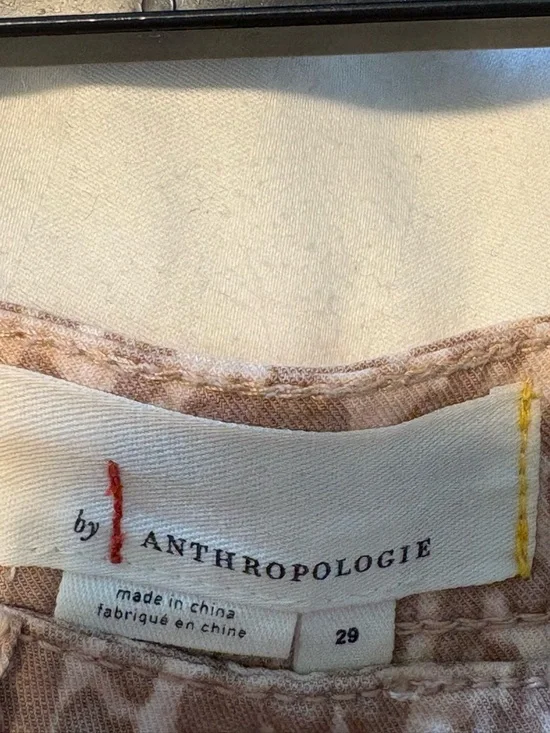 by ANTHROPOLOGIE
made in china
fabriqué en chine
29